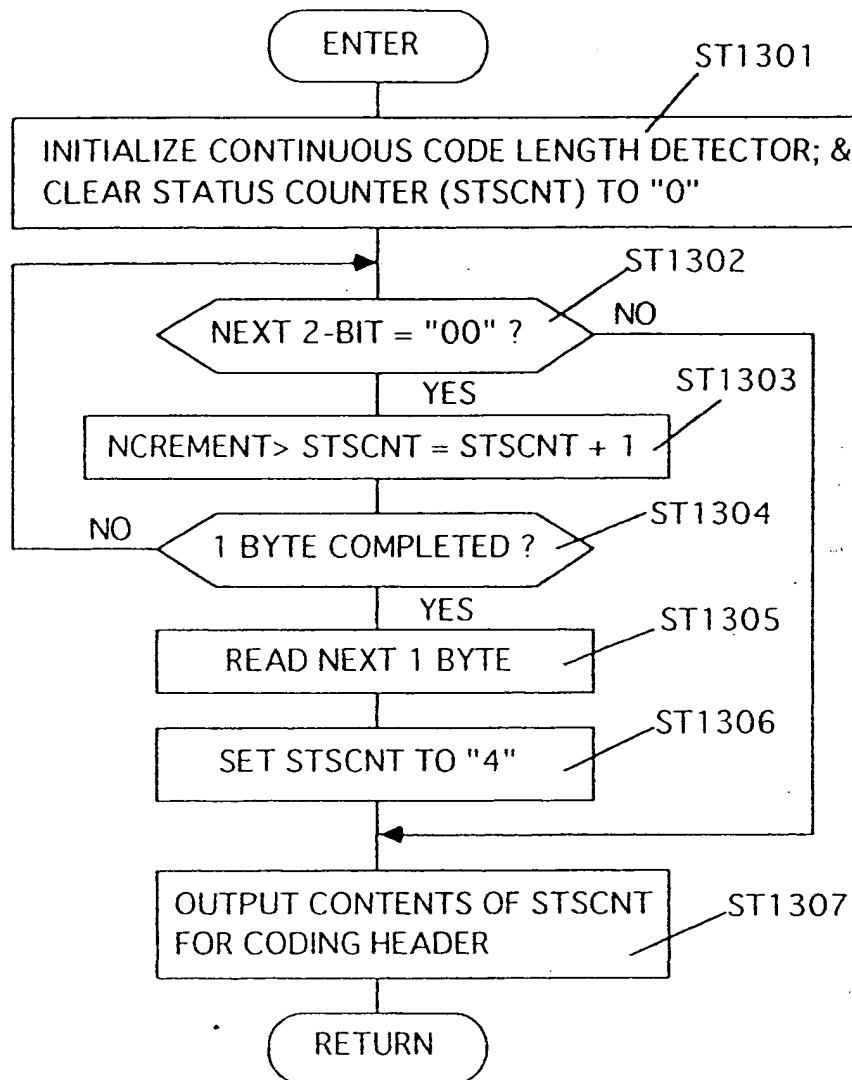 ENTER
ST1301
INITIALIZE CONTINUOUS CODE LENGTH DETECTOR; &
CLEAR STATUS COUNTER (STSCNT) TO "0"
ST1302
NEXT 2-BIT = "00" ?
NO
YES
ST1303
NCREMENT> STSCNT = STSCNT + 1
ST1304
NO
1 BYTE COMPLETED ?
YES
ST1305
READ NEXT 1 BYTE
ST1306
SET STSCNT TO "4"
OUTPUT CONTENTS OF STSCNT
FOR CODING HEADER
ST1307
RETURN